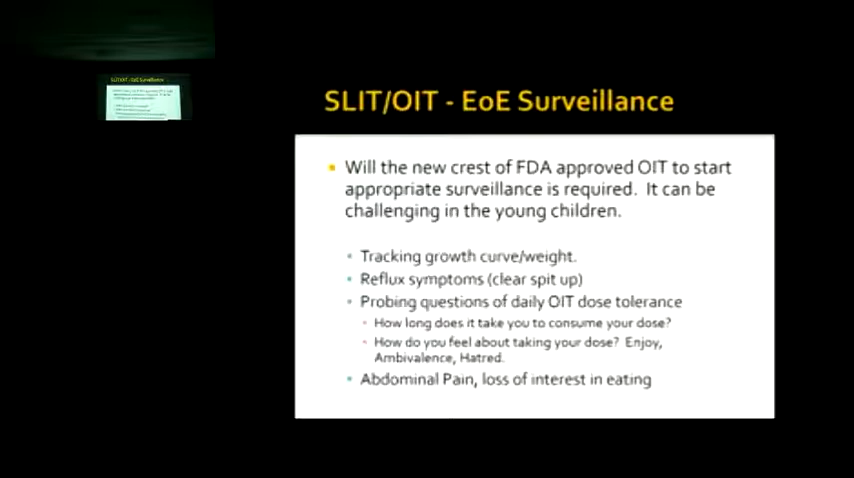 SLIT/OIT - EoE Surveillance
Will the new crest of FDA approved OIT to start
appropriate surveillance is required. It can be
challenging in the young children.
Tracking growth curve/weight.
Reflux symptoms (clear spit up)
Probing questions of daily OIT dose tolerance
How long does it take you to consume your dose?
How do you feel about taking your dose? Enjoy,
Ambivalence, Hatred.
Abdominal Pain, loss of interest in eating